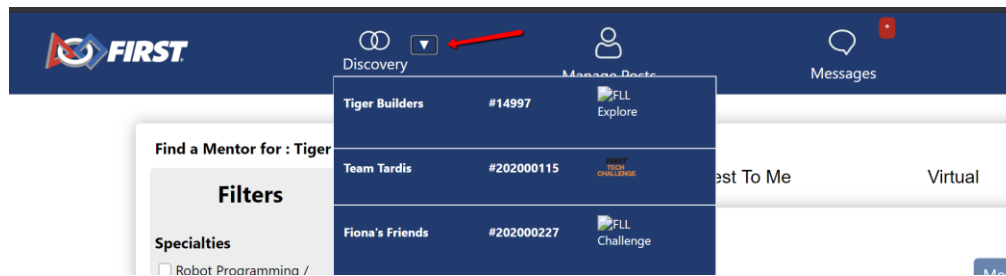 FIRST
Discovery
Manage Posts
Messages
Tiger Builders #14997 FLL Explore
Find a Mentor for : Tiger
Team Tardis #202000115 FIRST TECH CHALLENGE
est To Me Virtual
Filters
Fiona's Friends #202000227 FLL Challenge
Specialties
Robot Programming /